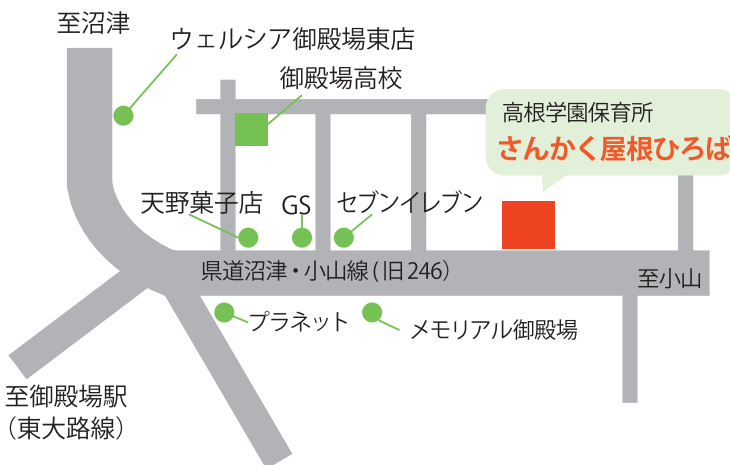 至沼津
ウェルシア御殿場東店
御殿場高校
高根学園保育所
さんかく屋根ひろば
天野菓子店
GS
セブンイレブン
県道沼津・小山線(旧246)
至小山
プラネット
メモリアル御殿場
至御殿場駅
（東大路線）